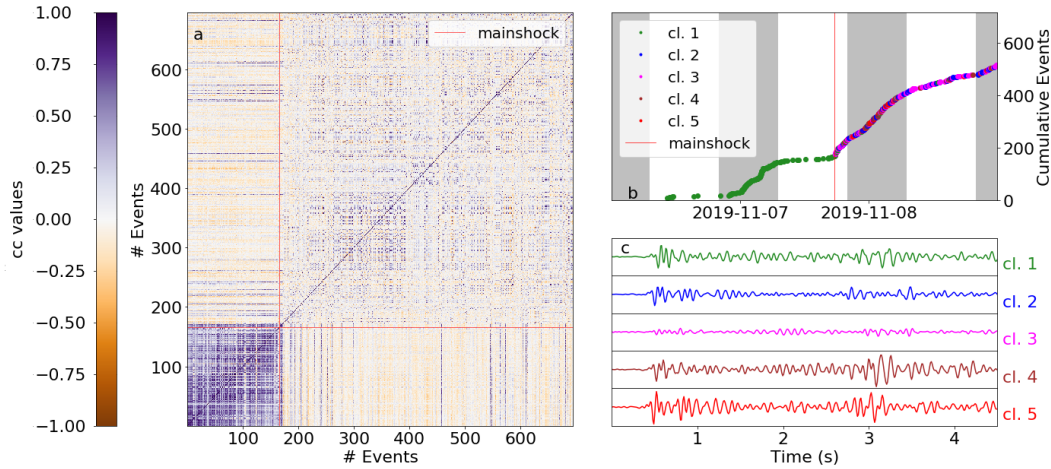 1.00
0.75
0.50
0.25
0.00
−0.25
−0.50
−0.75
−1.00
cc values
a
mainshock
600
500
400
300
200
100
# Events
100 200 300 400 500 600
# Events
cl. 1
cl. 2
cl. 3
cl. 4
cl. 5
mainshock
b
600
400
200
0
Cumulative Events
2019-11-07 2019-11-08
c
cl. 1
cl. 2
cl. 3
cl. 4
cl. 5
1 2 3 4
Time (s)